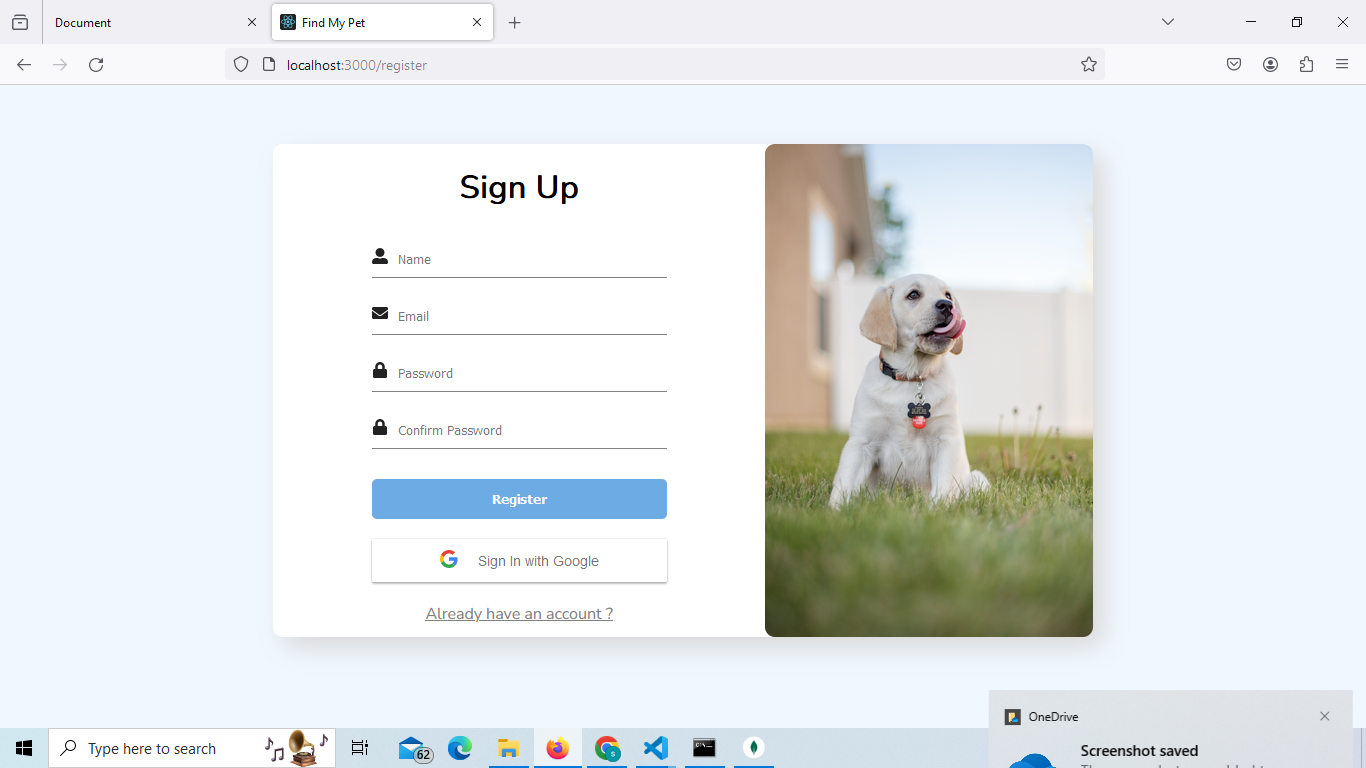 Document
Find My Pet
localhost:3000/register
Sign Up
Name
Email
Password
Confirm Password
Register
Sign In with Google
Already have an account ?
OneDrive
Screenshot saved
Type here to search
62